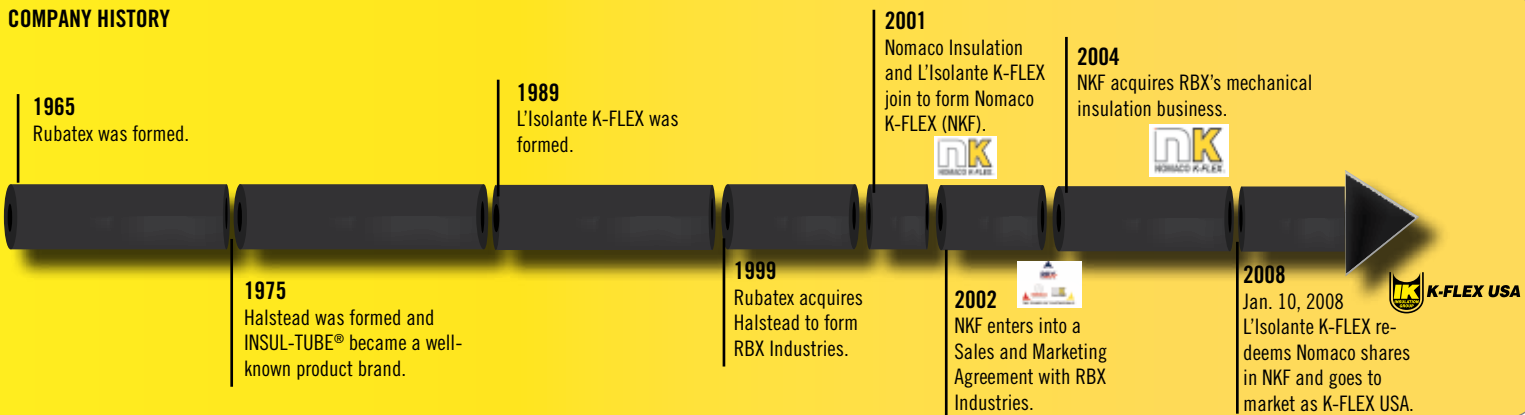 COMPANY HISTORY
1965
Rubatex was formed.
1975
Halstead was formed and
INSUL-TUBE® became a well-
known product brand.
1989
L'Isolante K-FLEX was
formed.
1999
Rubatex acquires
Halstead to form
RBX Industries.
2001
Nomaco Insulation
and L'Isolante K-FLEX
join to form Nomaco
K-FLEX (NKF).
nK
NOMACO K-FLEX.
2002
NKF enters into a
Sales and Marketing
Agreement with RBX
Industries.
2004
NKF acquires RBX's mechanical
insulation business.
nK
NOMACO K-FLEX.
2008
Jan. 10, 2008
L'Isolante K-FLEX re-
deems Nomaco shares
in NKF and goes to
market as K-FLEX USA.
IK
INSULATION
GROUP
K-FLEX USA